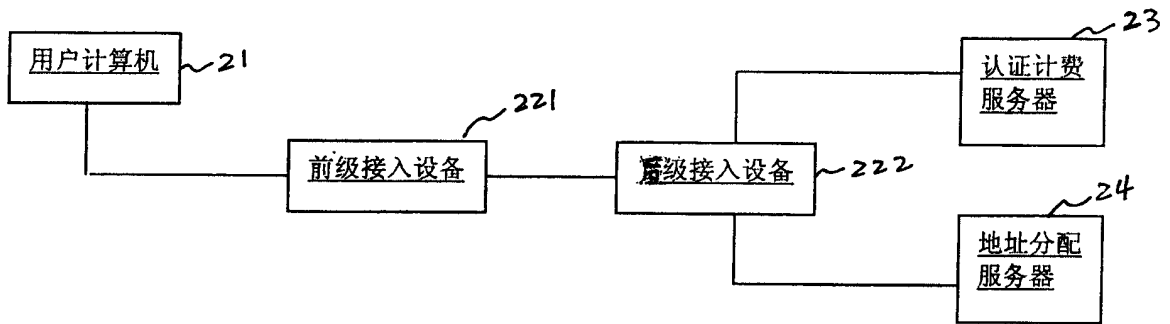 用户计算机
21
221
前级接入设备
后级接入设备
222
23
认证计费
服务器
24
地址分配
服务器